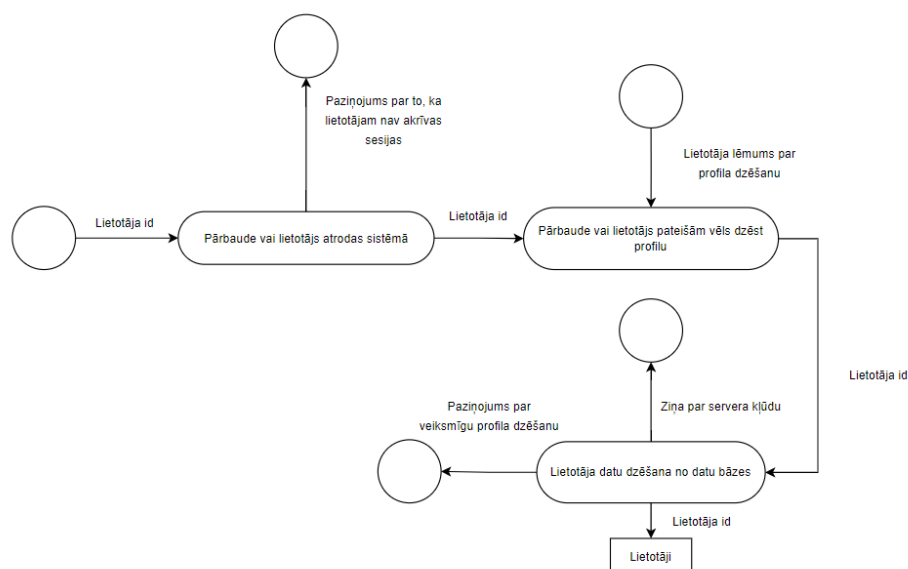 Paziņojums par to, ka
lietotājam nav akrīvas
sesijas
Lietotāja lēmums par
profila dzēšanu
Lietotāja id
Pārbaude vai lietotājs atrodas sistēmā
Lietotāja id
Pārbaude vai lietotājs pateišām vēls dzēst
profilu
Lietotāja id
Paziņojums par
veiksmīgu profila dzēšanu
Ziņa par servera kļūdu
Lietotāja datu dzēšana no datu bāzes
Lietotāja id
Lietotāji